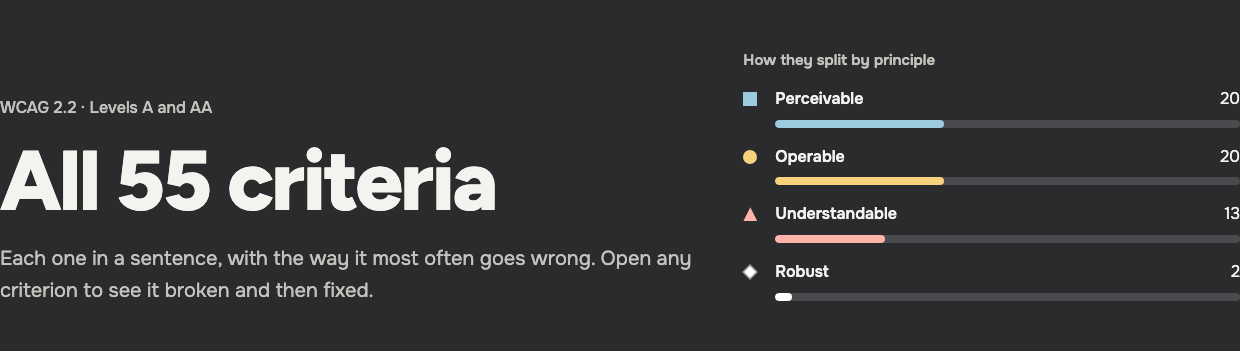 WCAG 2.2 · Levels A and AA
All 55 criteria
Each one in a sentence, with the way it most often goes wrong. Open any
criterion to see it broken and then fixed.
How they split by principle
Perceivable 20
Operable 20
Understandable 13
Robust 2